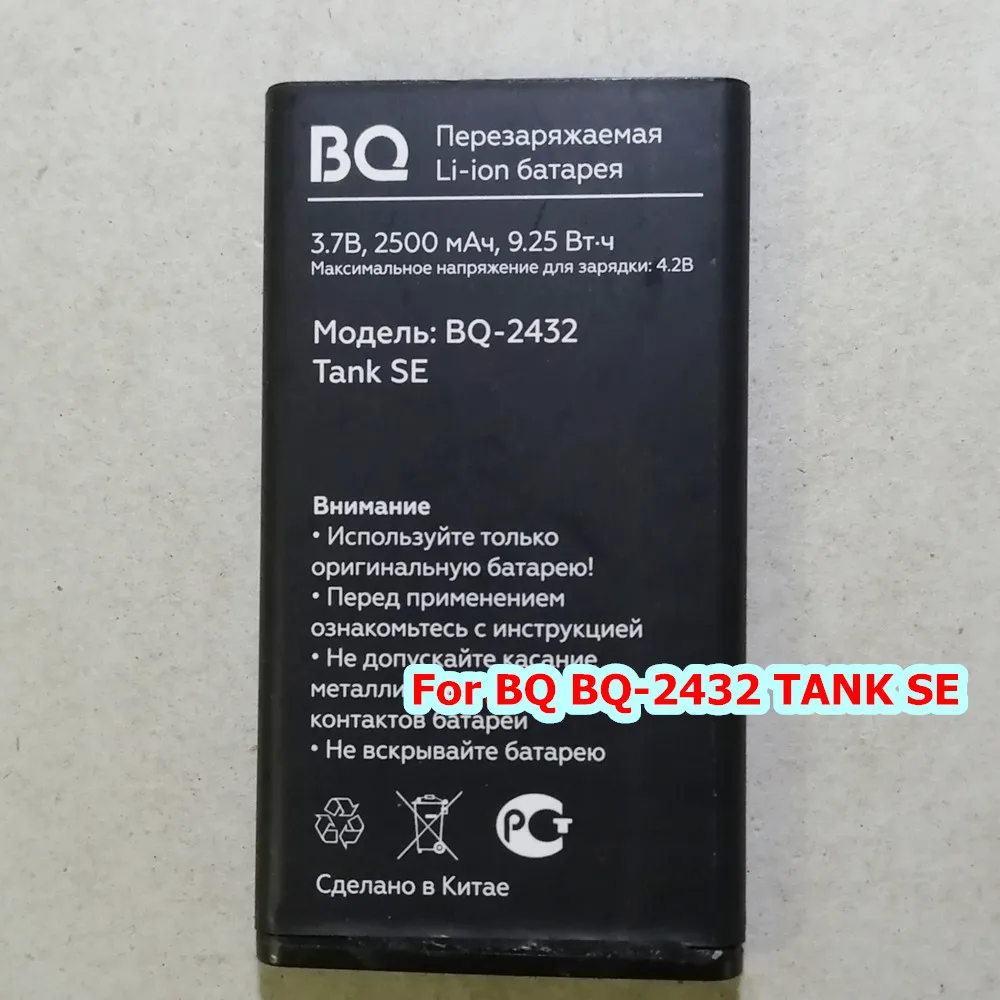 BQ
Перезаряжаемая
Li-ion батарея
3.7В, 2500 мАч, 9.25 Вт·ч
Максимальное напряжение для зарядки: 4.2В
Модель: BQ-2432
Tank SE
Внимание
• Используйте только
оригинальную батарею!
• Перед применением
ознакомьтесь с инструкцией
• Не допускайте касание
For BQ BQ-2432 TANK SE
контактов батареи
• Не вскрывайте батарею
РСТ
Сделано в Китае